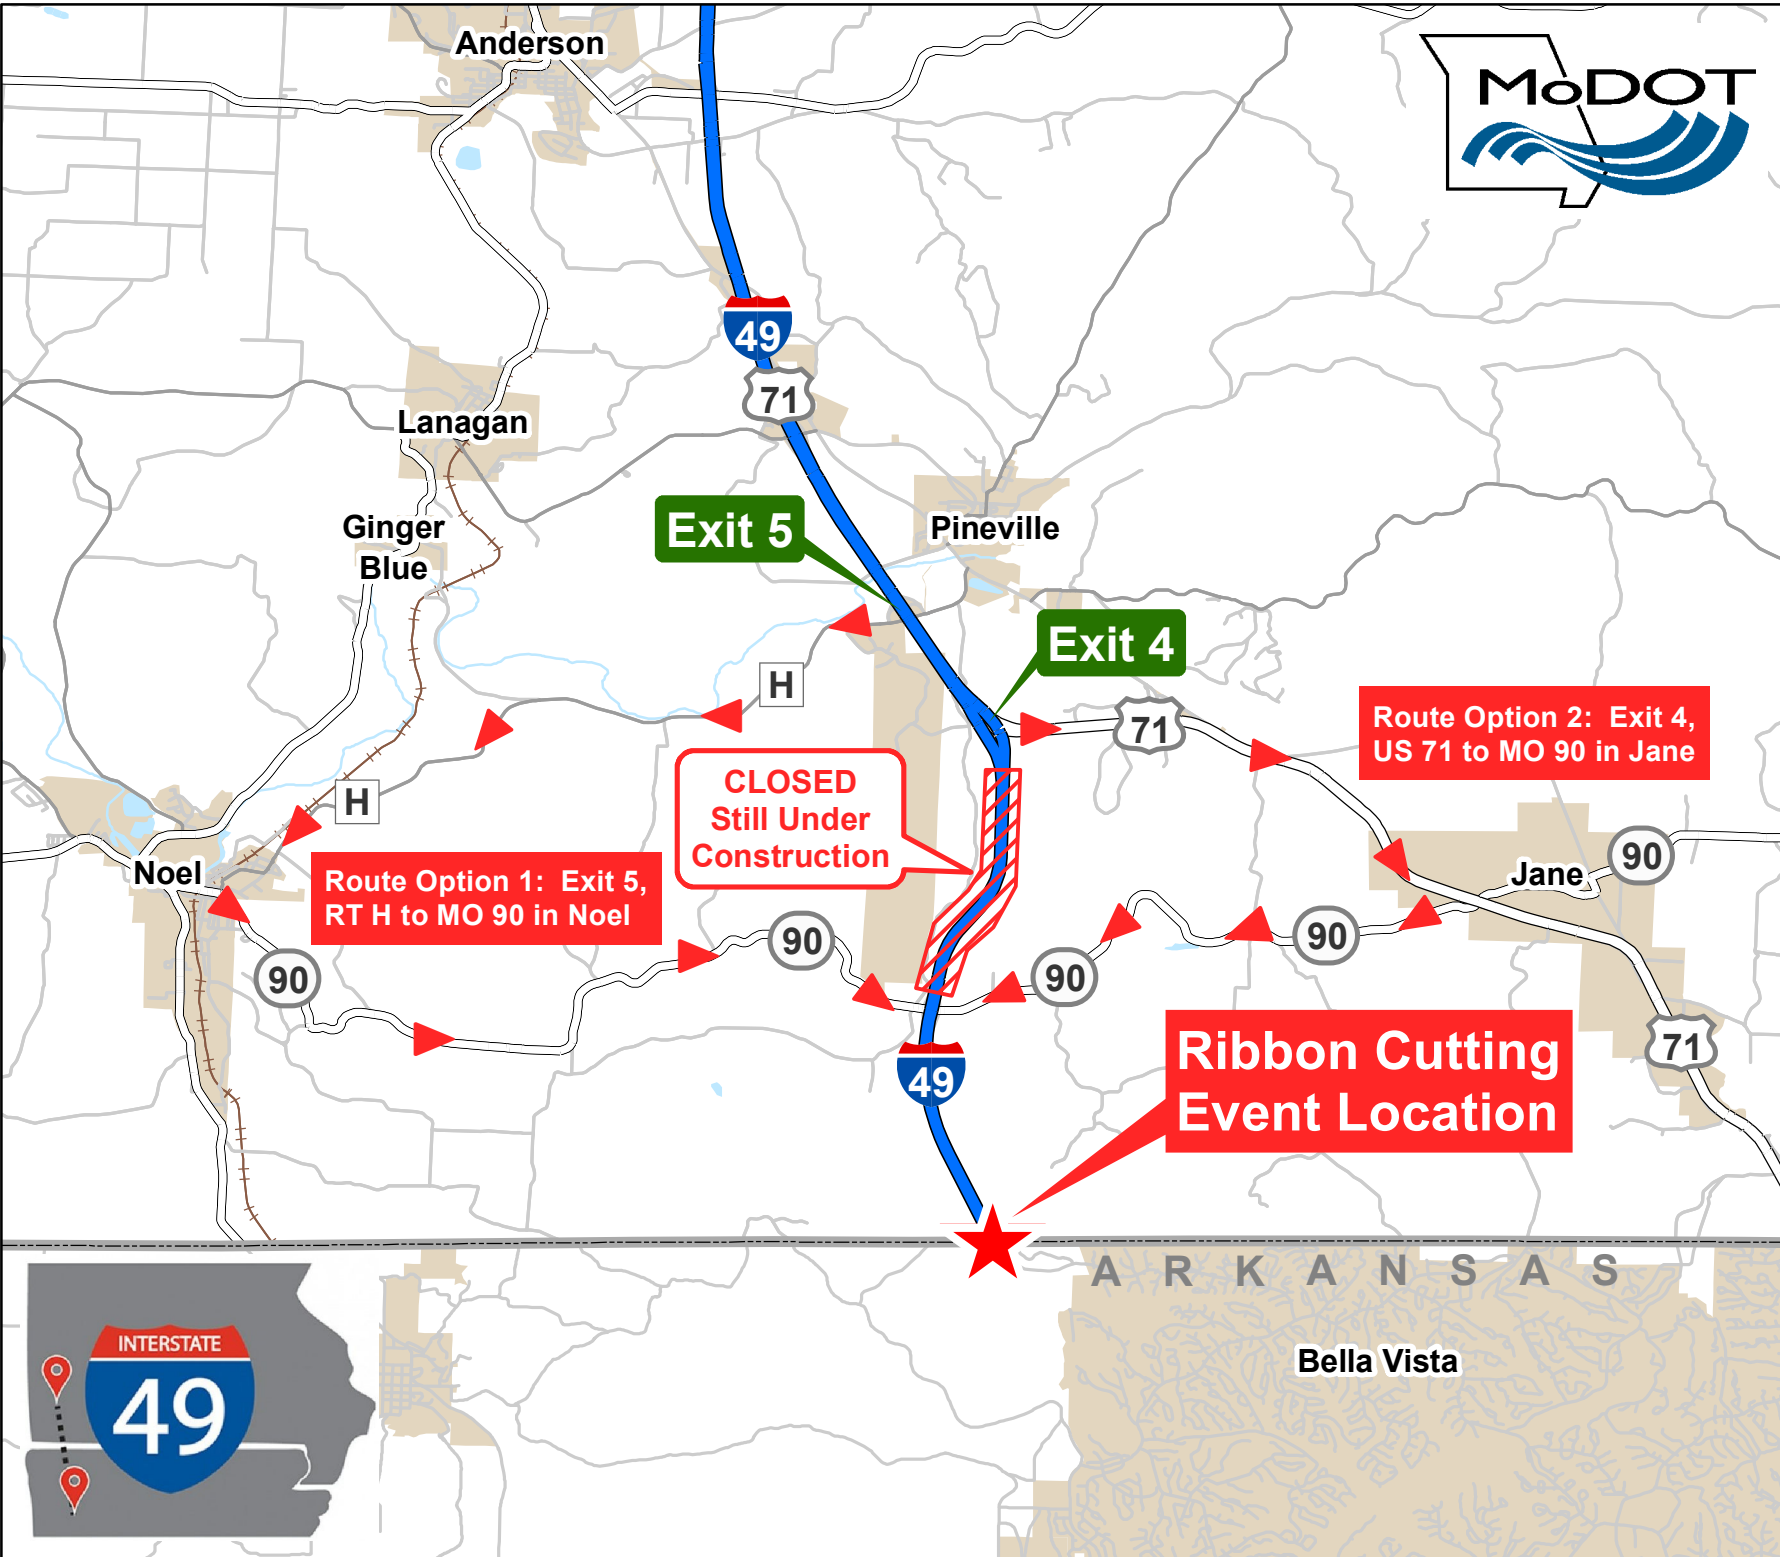 Anderson
MoDOT
49
71
Lanagan
Exit 5
Pineville
Ginger
Blue
Exit 4
H
71
Route Option 2: Exit 4,
US 71 to MO 90 in Jane
CLOSED
Still Under
Construction
H
Noel
Route Option 1: Exit 5,
RT H to MO 90 in Noel
Jane
90
90
90
90
90
71
Ribbon Cutting
Event Location
49
ARKANSAS
INTERSTATE
49
Bella Vista